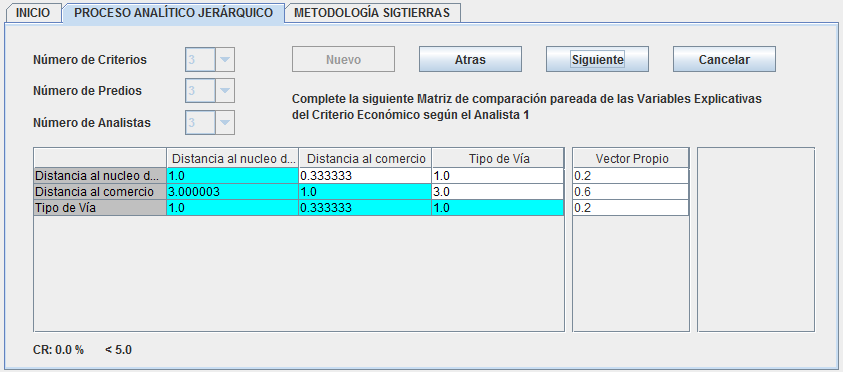 INICIO PROCESO ANALÍTICO JERÁRQUICO METODOLOGÍA SIGTIERRAS
Número de Criterios 3 Nuevo Atras Siguiente Cancelar
Número de Predios 3
Complete la siguiente Matriz de comparación pareada de las Variables Explicativas
Número de Analistas 3 del Criterio Económico según el Analista 1
Distancia al nucleo d... Distancia al comercio Tipo de Vía Vector Propio
Distancia al nucleo d... 1.0 0.333333 1.0 0.2
Distancia al comercio 3.000003 1.0 3.0 0.6
Tipo de Vía 1.0 0.333333 1.0 0.2
CR: 0.0 % < 5.0